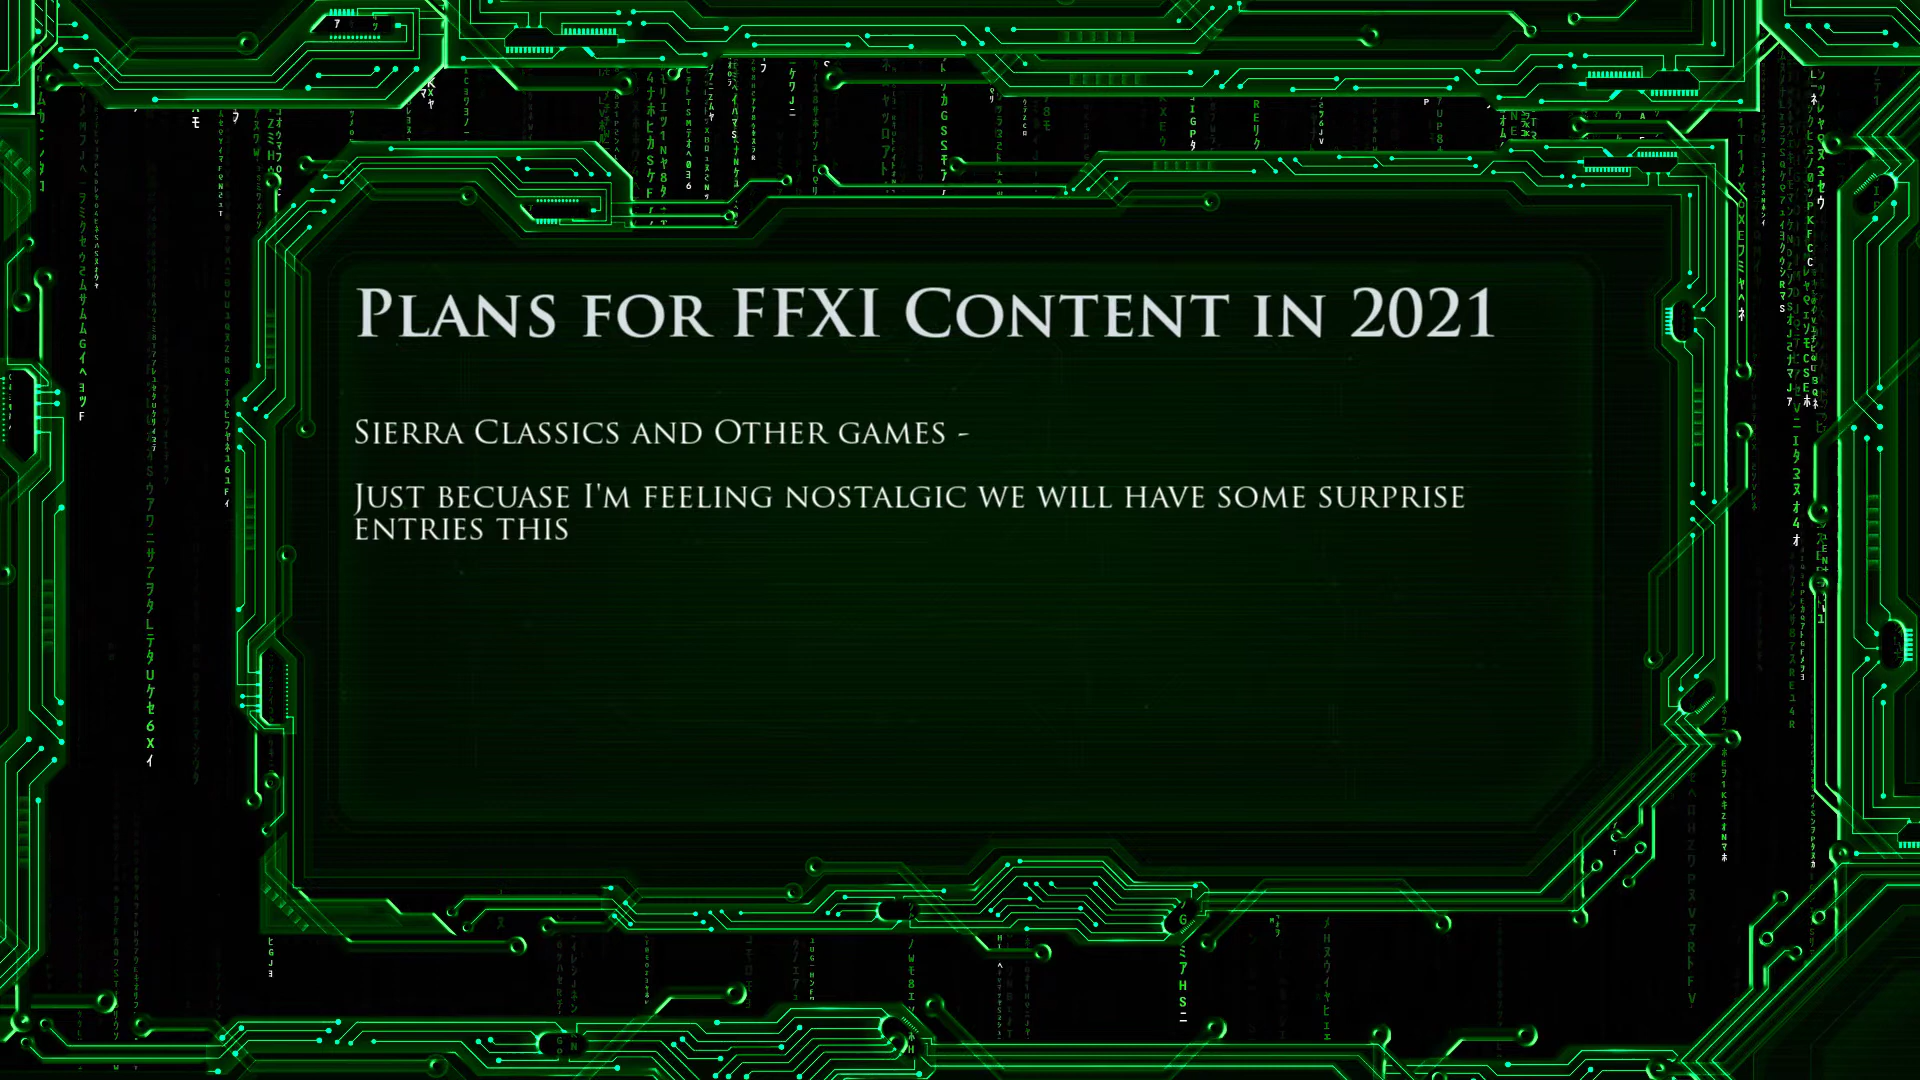 Plans for FFXI Content in 2021
Sierra Classics and Other games -
Just becuase I'm feeling nostalgic we will have some surprise
entries this